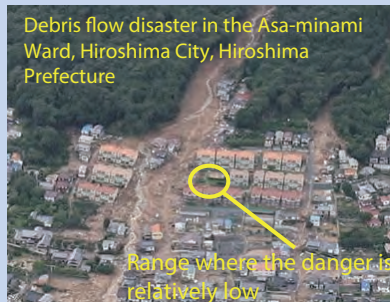 Debris flow disaster in the Asa-minami
Ward, Hiroshima City, Hiroshima
Prefecture
Range where the danger is
relatively low